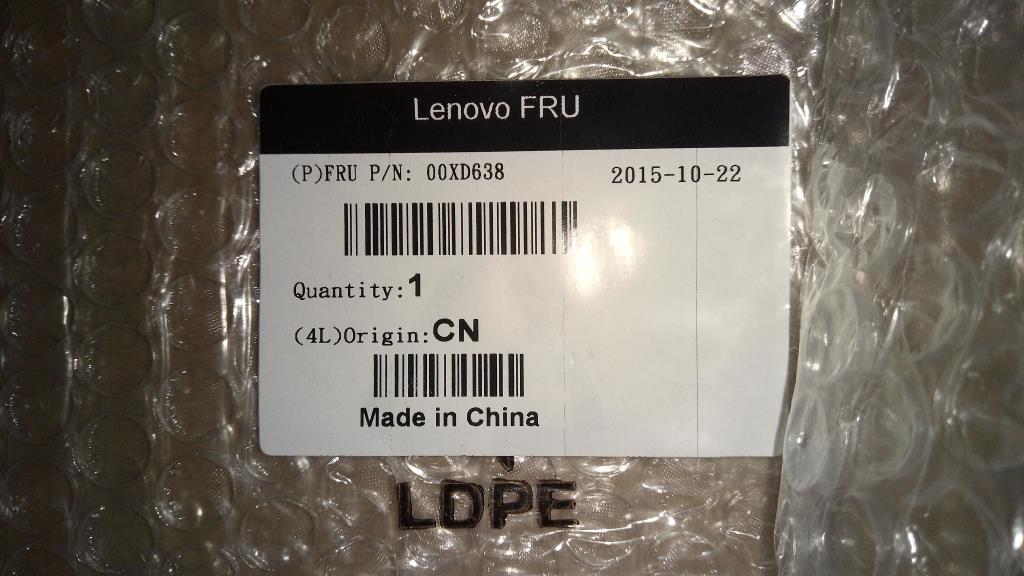 Lenovo FRU
(P)FRU P/N: 00XD638 2015-10-22
Quantity:1
(4L)Origin:CN
Made in China
LDPE